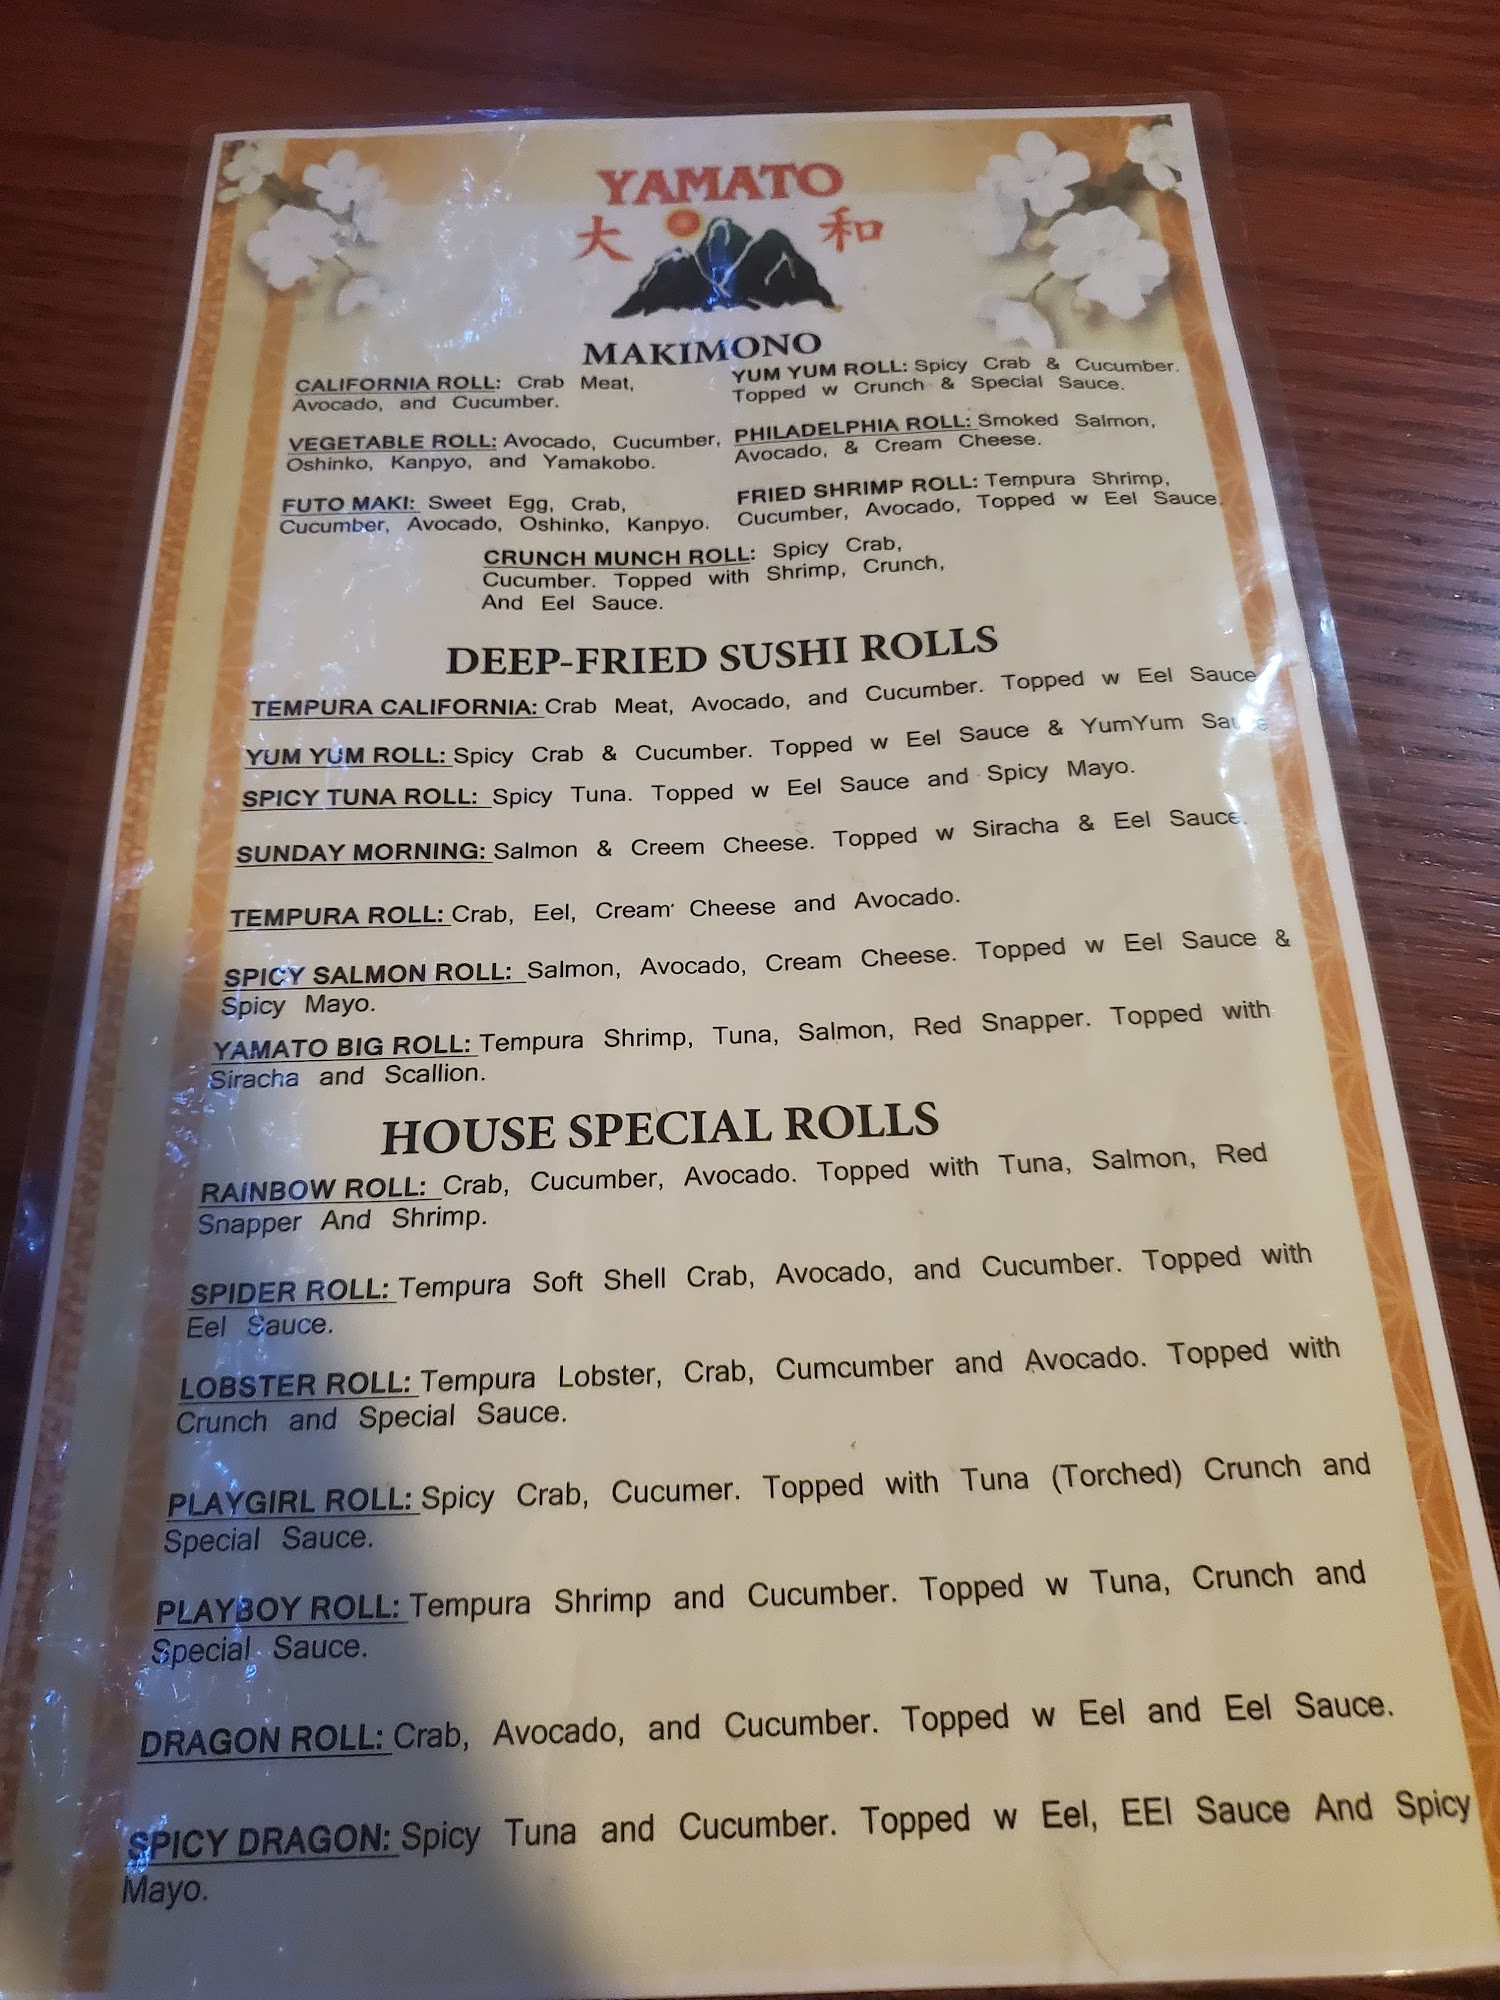 YAMATO
大 和
MAKIMONO
CALIFORNIA ROLL: Crab Meat,
Avocado, and Cucumber.
VEGETABLE ROLL: Avocado, Cucumber,
Oshinko, Kanpyo, and Yamakobo.
FUTO MAKI: Sweet Egg, Crab,
Cucumber, Avocado, Oshinko, Kanpyo.
YUM YUM ROLL: Spicy Crab & Cucumber.
Topped w Crunch & Special Sauce.
PHILADELPHIA ROLL: Smoked Salmon,
Avocado, & Cream Cheese.
FRIED SHRIMP ROLL: Tempura Shrimp,
Cucumber, Avocado, Topped w Eel Sauce.
CRUNCH MUNCH ROLL: Spicy Crab,
Cucumber. Topped with Shrimp, Crunch,
And Eel Sauce.
DEEP-FRIED SUSHI ROLLS
TEMPURA CALIFORNIA: Crab Meat, Avocado, and Cucumber. Topped w Eel Sauce
YUM YUM ROLL: Spicy Crab & Cucumber. Topped w Eel Sauce & YumYum Sauce
SPICY TUNA ROLL: Spicy Tuna. Topped w Eel Sauce and Spicy Mayo.
SUNDAY MORNING: Salmon & Creem Cheese. Topped w Siracha & Eel Sauce.
TEMPURA ROLL: Crab, Eel, Cream Cheese and Avocado.
SPICY SALMON ROLL: Salmon, Avocado, Cream Cheese. Topped w Eel Sauce &
Spicy Mayo.
YAMATO BIG ROLL: Tempura Shrimp, Tuna, Salmon, Red Snapper. Topped with
Siracha and Scallion.
HOUSE SPECIAL ROLLS
RAINBOW ROLL: Crab, Cucumber, Avocado. Topped with Tuna, Salmon, Red
Snapper And Shrimp.
SPIDER ROLL: Tempura Soft Shell Crab, Avocado, and Cucumber. Topped with
Eel Sauce.
LOBSTER ROLL: Tempura Lobster, Crab, Cumcumber and Avocado. Topped with
Crunch and Special Sauce.
PLAYGIRL ROLL: Spicy Crab, Cucumer. Topped with Tuna (Torched) Crunch and
Special Sauce.
PLAYBOY ROLL: Tempura Shrimp and Cucumber. Topped w Tuna, Crunch and
Special Sauce.
DRAGON ROLL: Crab, Avocado, and Cucumber. Topped w Eel and Eel Sauce.
SPICY DRAGON: Spicy Tuna and Cucumber. Topped w Eel, EEl Sauce And Spicy
Mayo.